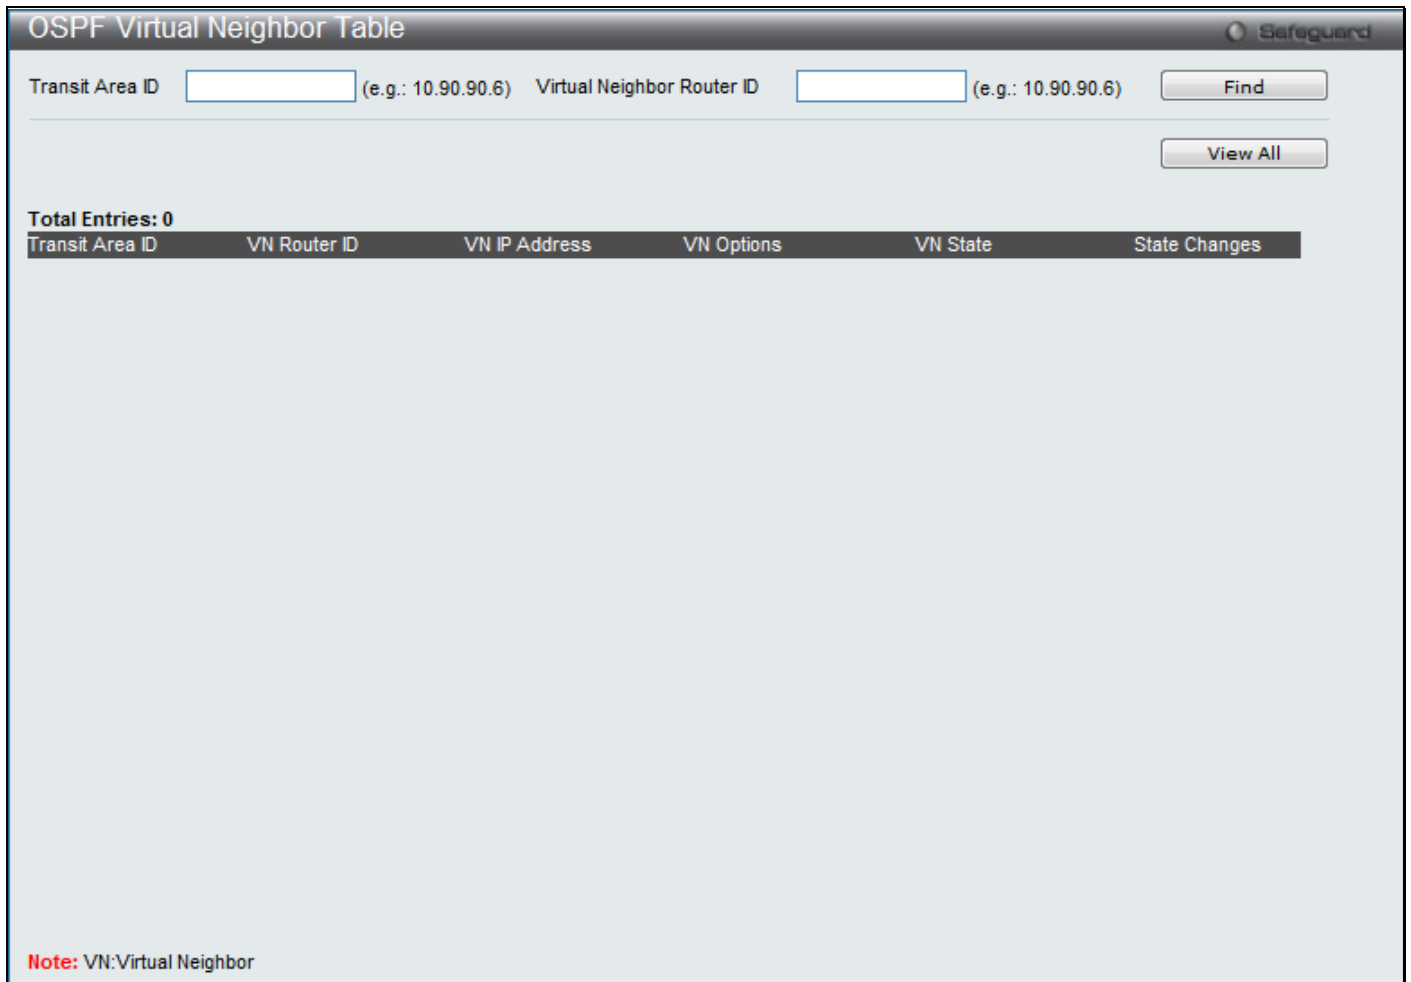 OSPF Virtual Neighbor Table Safeguard
Transit Area ID (e.g.: 10.90.90.6) Virtual Neighbor Router ID (e.g.: 10.90.90.6) Find
View All
Total Entries: 0
Transit Area ID VN Router ID VN IP Address VN Options VN State State Changes
Note: VN:Virtual Neighbor